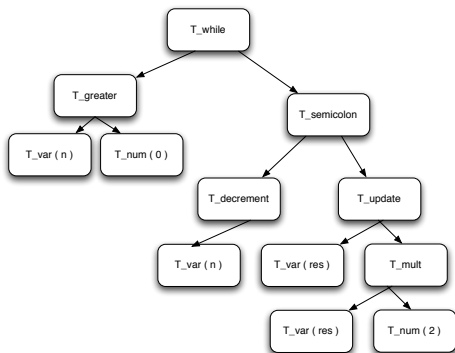 T_while
T_greater
T_semicolon
T_var ( n )
T_num ( 0 )
T_decrement
T_update
T_var ( n )
T_var ( res )
T_mult
T_var ( res )
T_num ( 2 )